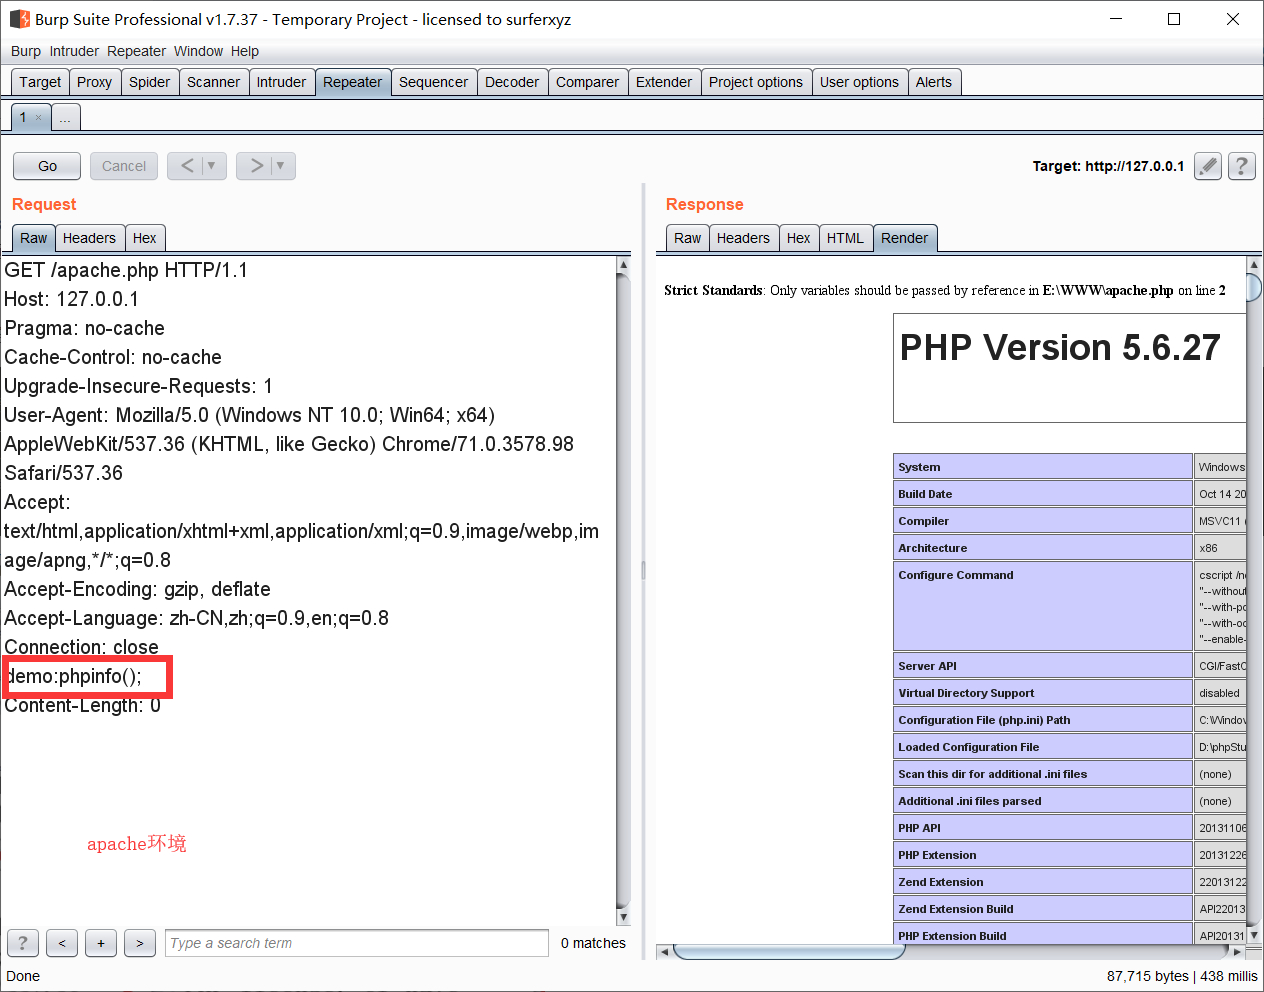 Burp Suite Professional v1.7.37 - Temporary Project - licensed to surferxyz
Burp Intruder Repeater Window Help
Target Proxy Spider Scanner Intruder Repeater Sequencer Decoder Comparer Extender Project options User options Alerts
1 × ...
Go Cancel < ▼ > ▼ Target: http://127.0.0.1 ?
Request
Raw Headers Hex
GET /apache.php HTTP/1.1
Host: 127.0.0.1
Pragma: no-cache
Cache-Control: no-cache
Upgrade-Insecure-Requests: 1
User-Agent: Mozilla/5.0 (Windows NT 10.0; Win64; x64)
AppleWebKit/537.36 (KHTML, like Gecko) Chrome/71.0.3578.98
Safari/537.36
Accept:
text/html,application/xhtml+xml,application/xml;q=0.9,image/webp,im
age/apng,*/*;q=0.8
Accept-Encoding: gzip, deflate
Accept-Language: zh-CN,zh;q=0.9,en;q=0.8
Connection: close
demo:phpinfo();
Content-Length: 0
apache环境
? < + > Type a search term 0 matches
Response
Raw Headers Hex HTML Render
Strict Standards: Only variables should be passed by reference in E:\WWW\apache.php on line 2
PHP Version 5.6.27
System Windows
Build Date Oct 14 20
Compiler MSVC11
Architecture x86
Configure Command cscript /n
"--without
"--with-p
"--with-o
"--enable-
Server API CGI/Fast
Virtual Directory Support disabled
Configuration File (php.ini) Path C:\Window
Loaded Configuration File D:\phpStu
Scan this dir for additional .ini files (none)
Additional .ini files parsed (none)
PHP API 20131106
PHP Extension 20131226
Zend Extension 22013122
Zend Extension Build API22013
PHP Extension Build API20131
Done 87,715 bytes | 438 millis